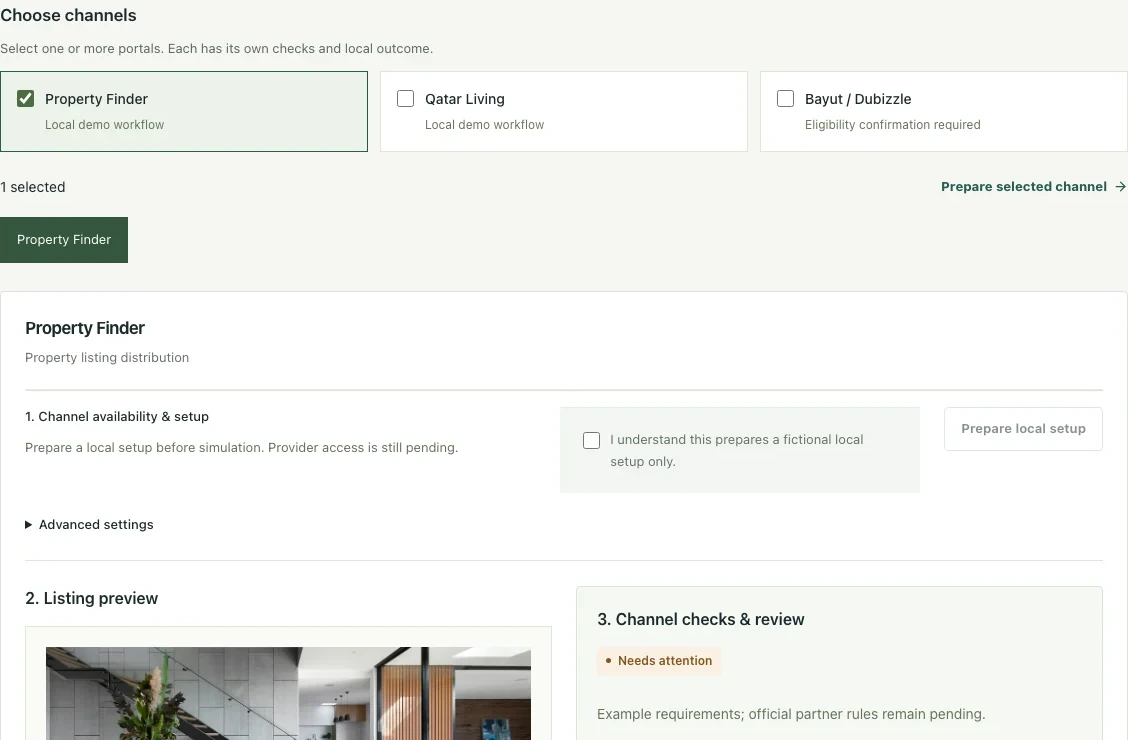 Choose channels
Select one or more portals. Each has its own checks and local outcome.
Property Finder
Local demo workflow
Qatar Living
Local demo workflow
Bayut / Dubizzle
Eligibility confirmation required
1 selected
Prepare selected channel →
Property Finder
Property Finder
Property listing distribution
1. Channel availability & setup
Prepare a local setup before simulation. Provider access is still pending.
I understand this prepares a fictional local
setup only.
Prepare local setup
Advanced settings
2. Listing preview
3. Channel checks & review
Needs attention
Example requirements; official partner rules remain pending.